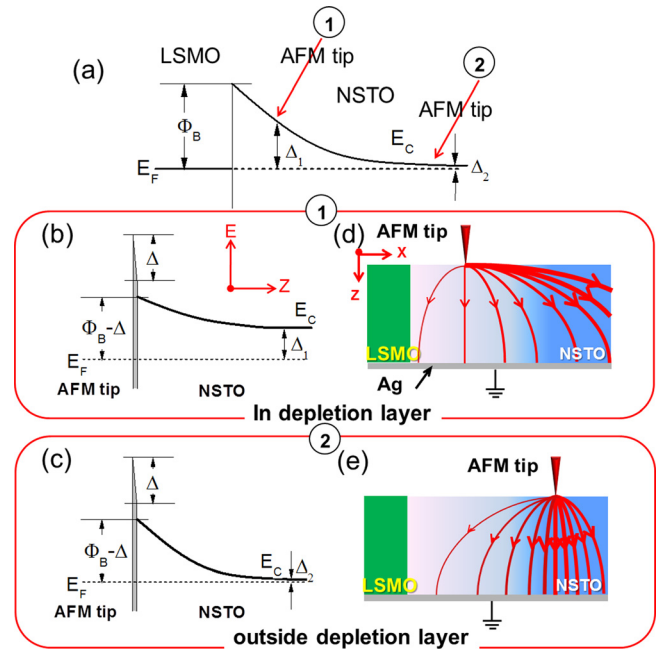 1
AFM tip
2
(a)
LSMO
NSTO
AFM tip
Φ_B
E_C
Δ_1
Δ_2
E_F
1
(b)
E
Z
Δ
Φ_B-Δ
E_C
Δ_1
E_F
AFM tip
NSTO
(d)
AFM tip
X
Z
LSMO
NSTO
Ag
In depletion layer
2
(c)
Δ
Φ_B-Δ
E_C
Δ_2
E_F
AFM tip
NSTO
(e)
AFM tip
LSMO
NSTO
outside depletion layer